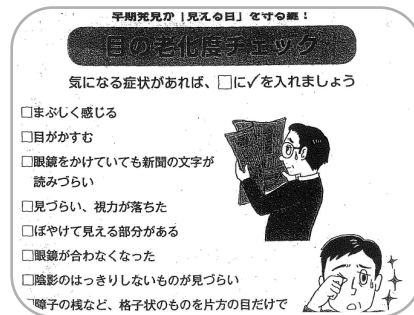 早期発見が「見える目」を守る鍵！
目の老化度チェック
気になる症状があれば、□に✓を入れましょう
□まぶしく感じる
□目がかすむ
□眼鏡をかけていても新聞の文字が
読みづらい
□見づらい、視力が落ちた
□ぼやけて見える部分がある
□眼鏡が合わなくなった
□陰影のはっきりしないものが見づらい
□障子の桟など、格子状のものを片方の目だけで